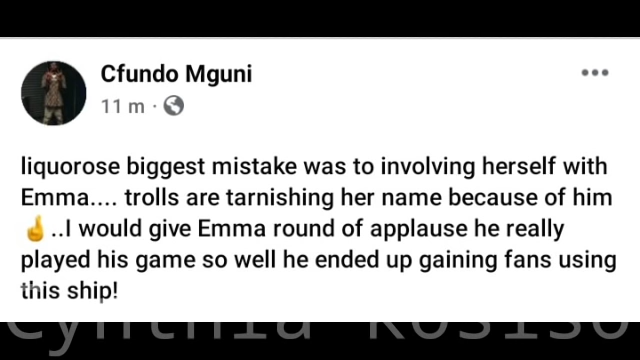 Cfundo Mguni
11 m ·
liquorose biggest mistake was to involving herself with
Emma.... trolls are tarnishing her name because of him
☝..I would give Emma round of applause he really
played his game so well he ended up gaining fans using
this ship!
Cynthia Kosiso